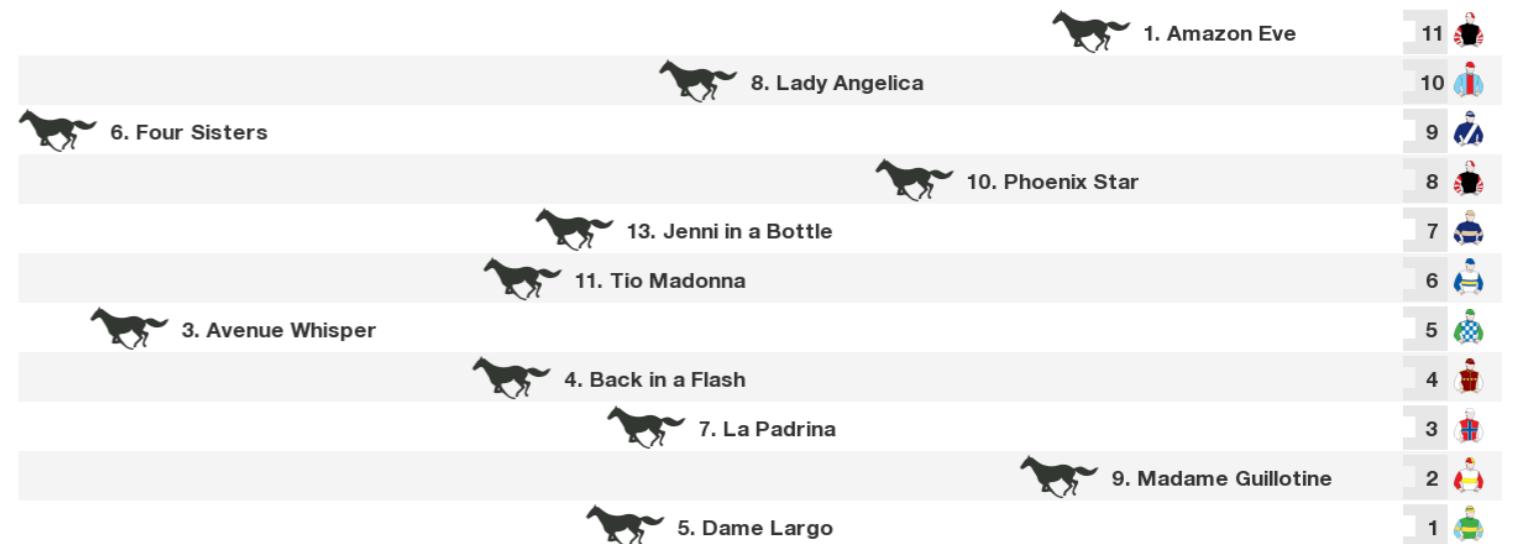 1. Amazon Eve 11
8. Lady Angelica 10
6. Four Sisters 9
10. Phoenix Star 8
13. Jenni in a Bottle 7
11. Tio Madonna 6
3. Avenue Whisper 5
4. Back in a Flash 4
7. La Padrina 3
9. Madame Guillotine 2
5. Dame Largo 1